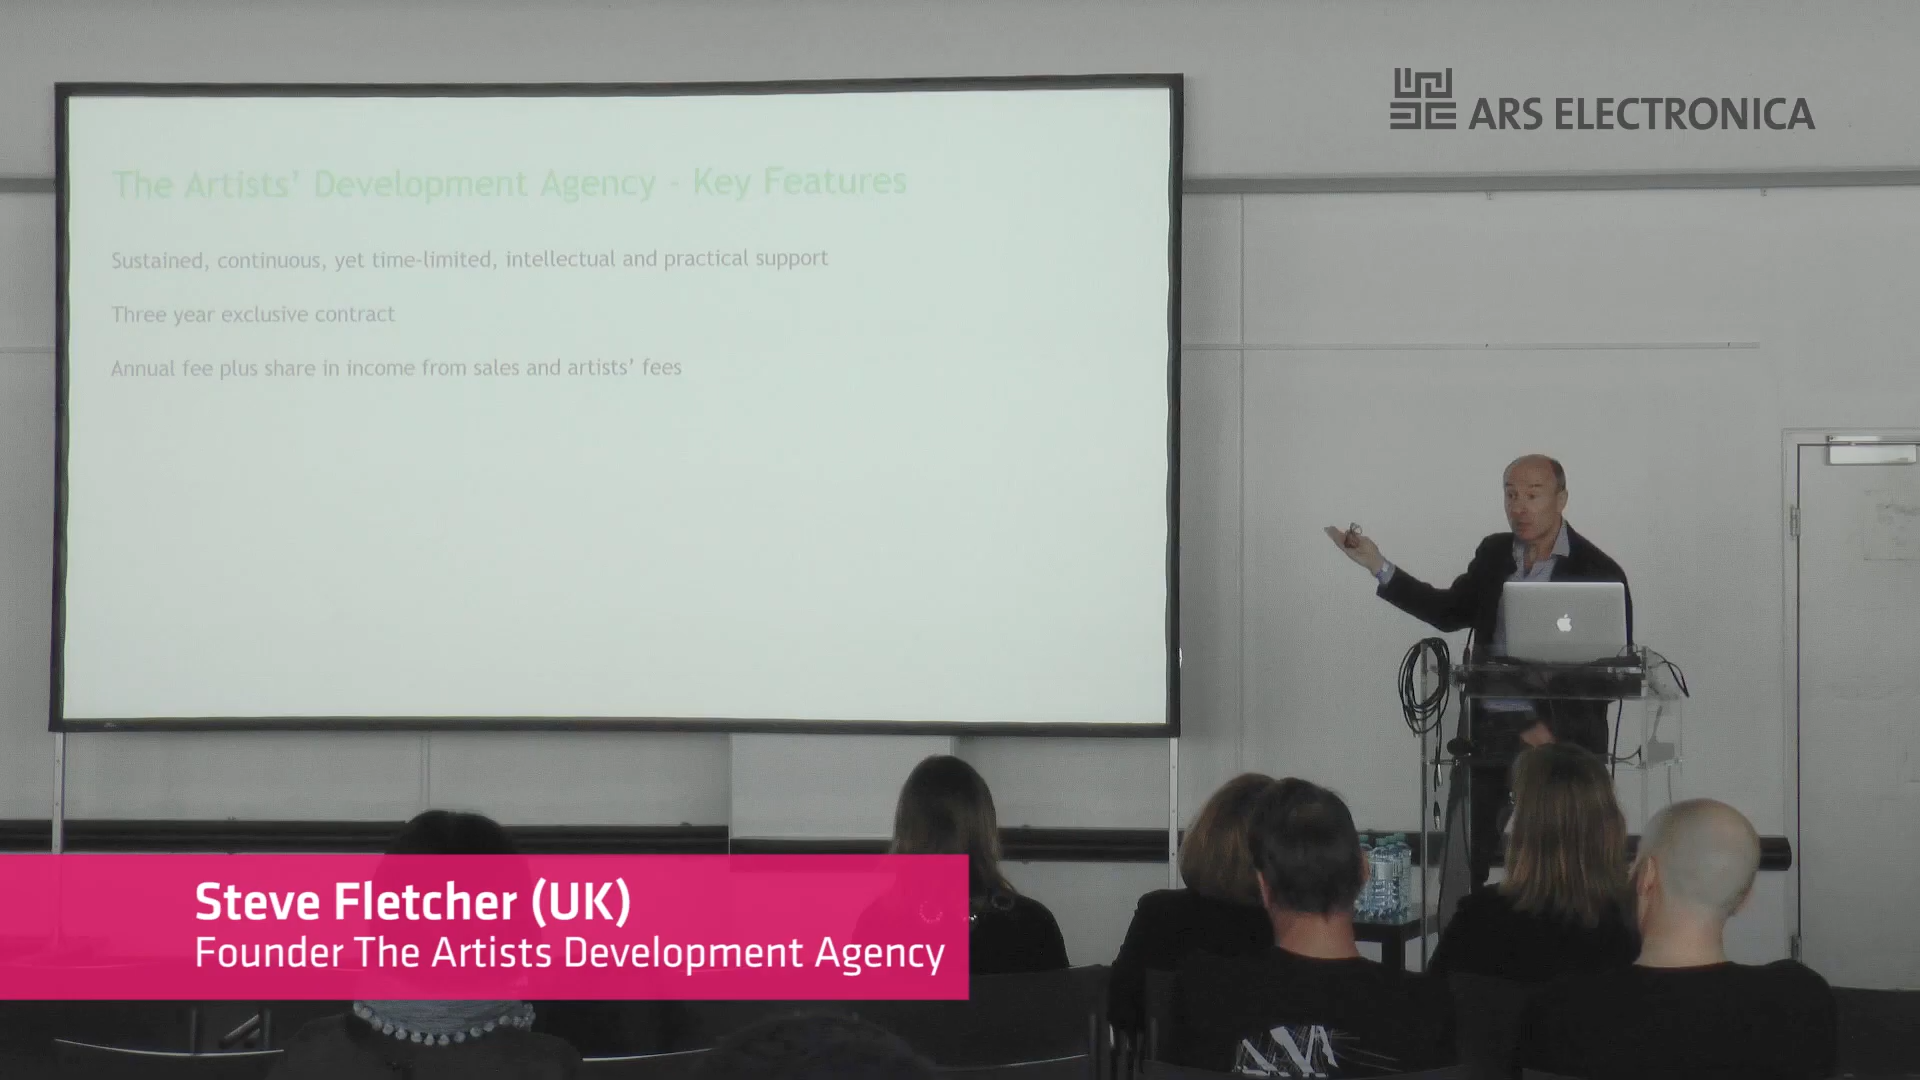 ARS ELECTRONICA
The Artists' Development Agency - Key Features
Sustained, continuous, yet time-limited, intellectual and practical support
Three year exclusive contract
Annual fee plus share in income from sales and artists' fees
Steve Fletcher (UK)
Founder The Artists Development Agency